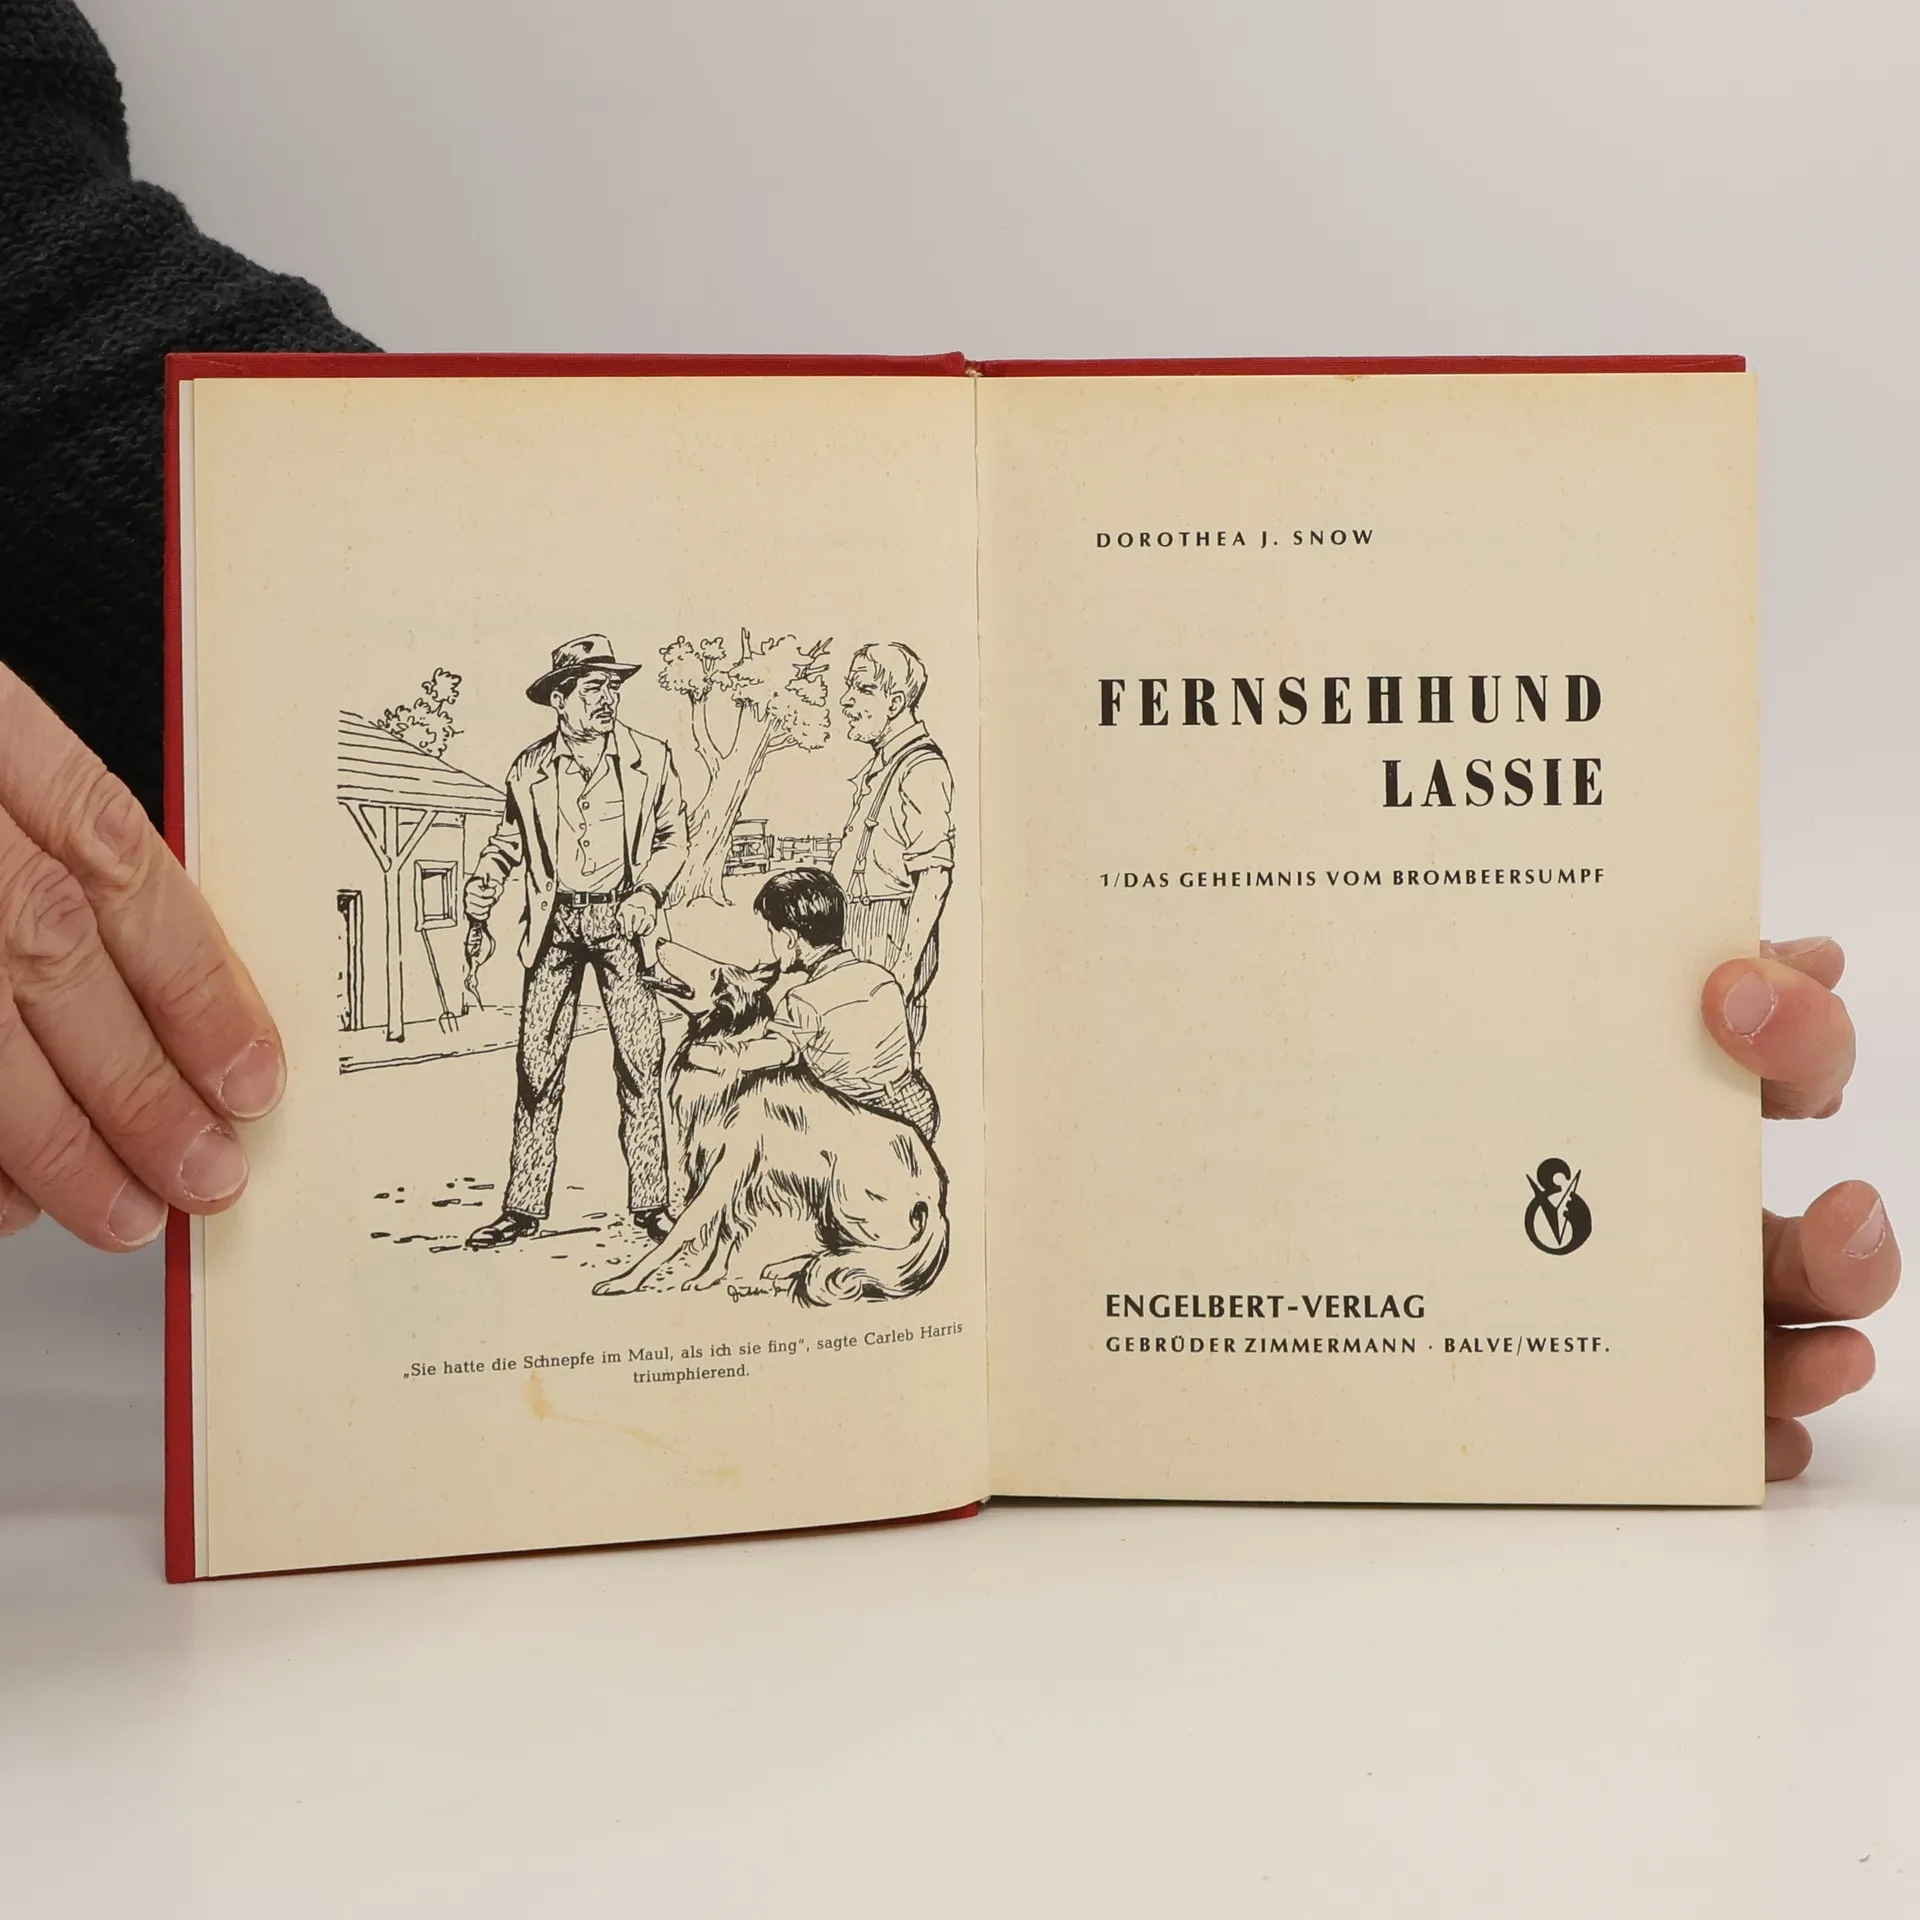 „Sie hatte die Schnepfe im Maul, als ich sie fing“, sagte Carleb Harris
triumphierend.
DOROTHEA J. SNOW
FERNSEHHUND
LASSIE
1/DAS GEHEIMNIS VOM BROMBEERSUMPF
ENGELBERT-VERLAG
GEBRÜDER ZIMMERMANN · BALVE/WESTF.